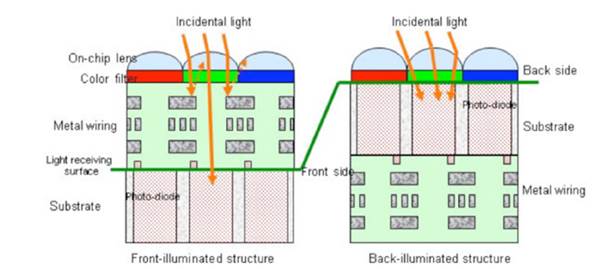 Incidental light
On-chip lens
Color filter
Metal wiring
Light receiving
surface
Front side
Photo-diode
Substrate
Front-illuminated structure
Incidental light
Back side
Photo-diode
Substrate
Metal wiring
Back-illuminated structure